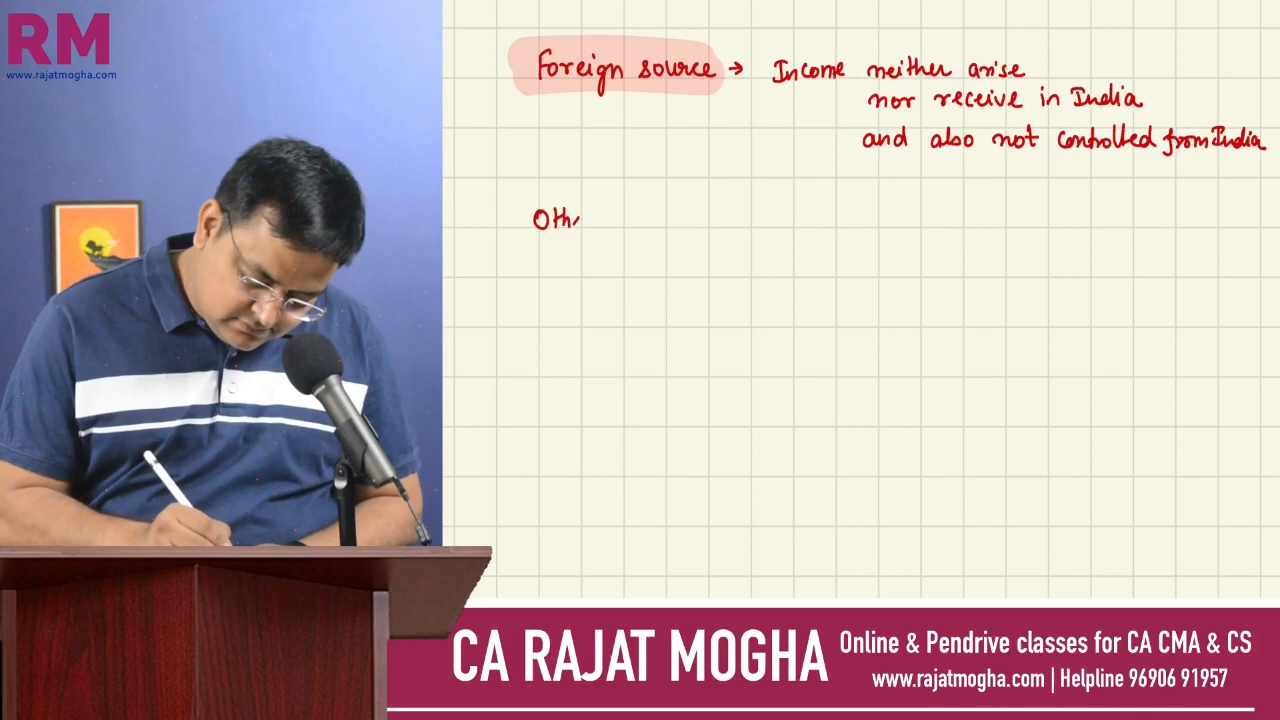 RM
www.rajatmogha.com
Foreign source → Income neither arise
nor receive in India
and also not controlled from India
Oth
CA RAJAT MOGHA
Online & Pendrive classes for CA CMA & CS
www.rajatmogha.com | Helpline 96906 91957